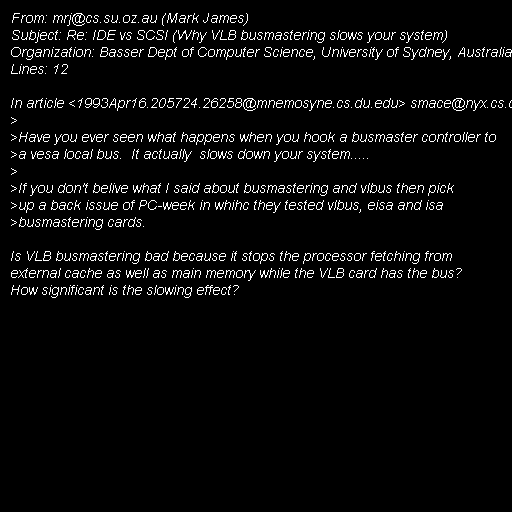 From: mrj@cs.su.oz.au (Mark James)
Subject: Re: IDE vs SCSI (Why VLB busmastering slows your system)
Organization: Basser Dept of Computer Science, University of Sydney, Australia
Lines: 12

In article <1993Apr16.205724.26258@mnemosyne.cs.du.edu> smace@nyx.cs.
>
>Have you ever seen what happens when you hook a busmaster controller to
>a vesa local bus.  It actually  slows down your system.....
>
>If you don't belive what I said about busmastering and vlbus then pick
>up a back issue of PC-week in whihc they tested vlbus, eisa and isa
>busmastering cards.

Is VLB busmastering bad because it stops the processor fetching from
external cache as well as main memory while the VLB card has the bus?
How significant is the slowing effect?